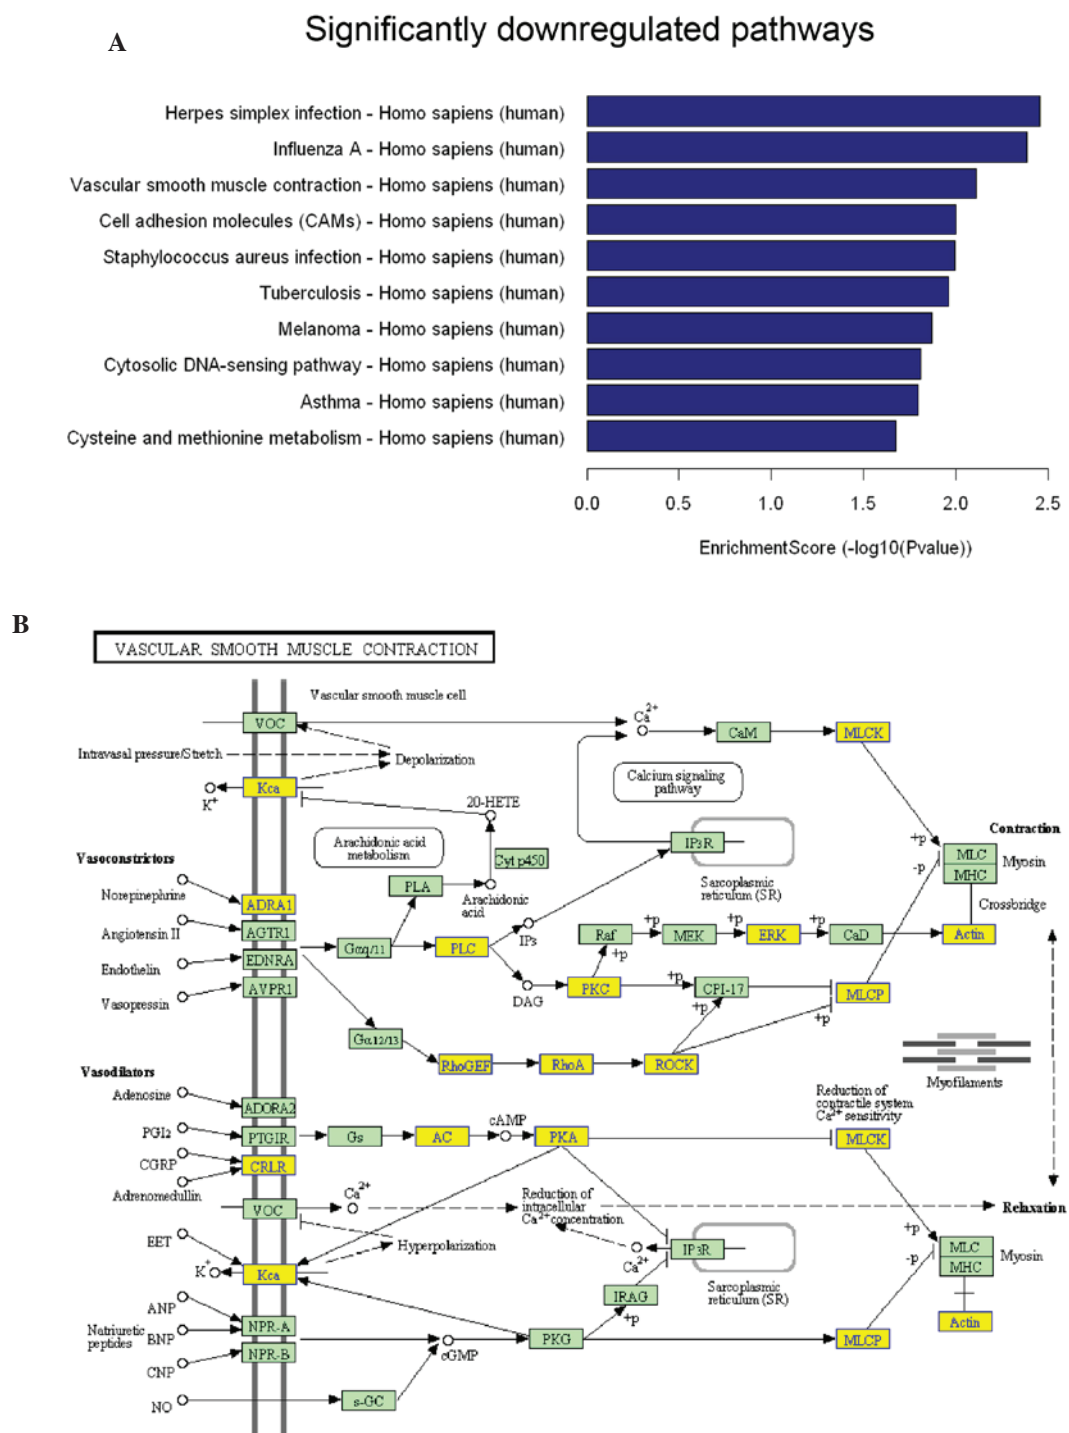 A
Significantly downregulated pathways
Herpes simplex infection - Homo sapiens (human)
Influenza A - Homo sapiens (human)
Vascular smooth muscle contraction - Homo sapiens (human)
Cell adhesion molecules (CAMs) - Homo sapiens (human)
Staphylococcus aureus infection - Homo sapiens (human)
Tuberculosis - Homo sapiens (human)
Melanoma - Homo sapiens (human)
Cytosolic DNA-sensing pathway - Homo sapiens (human)
Asthma - Homo sapiens (human)
Cysteine and methionine metabolism - Homo sapiens (human)
0.0 0.5 1.0 1.5 2.0 2.5
EnrichmentScore (-log10(Pvalue))
B
VASCULAR SMOOTH MUSCLE CONTRACTION
Vascular smooth muscle cell
VOC
Ca2+
CaM
MLCK
Intravasal pressure/Stretch
Depolarization
Kca
K+
20-HETE
Calcium signaling
pathway
Arachidonic acid
metabolism
Cyt p450
IP3R
+p
-p
Contraction
MLC
MHC
Myosin
Vasoconstrictors
Norepinephrine
ADRA1
PLA
Arachidonic
acid
Sarcoplasmic
reticulum (SR)
Crossbridge
Angiotensin II
AGTR1
Gαq/11
PLC
IP3
Raf
+p
MEK
+p
ERK
+p
CaD
Actin
Endothelin
EDNRA
+p
Vasopressin
AVPR1
DAG
PKC
+p
CPI-17
MLCP
+p
+p
Gα12/13
RhoGEF
RhoA
ROCK
Myofilaments
Vasodilators
Adenosine
ADORA2
Reduction of
contractile system
Ca2+ sensitivity
PGI2
PTGIR
Gs
AC
cAMP
PKA
MLCK
CGRP
CRLR
Adrenomedullin
VOC
Ca2+
Reduction of
intracellular
Ca2+ concentration
Relaxation
EET
Hyperpolarization
IP3R
+p
-p
MLC
MHC
Myosin
K+
Kca
Ca2+
Sarcoplasmic
reticulum (SR)
ANP
IRAG
+p
Actin
Natriuretic
peptides
BNP
NPR-A
cGMP
PKG
MLCP
CNP
NPR-B
NO
s-GC